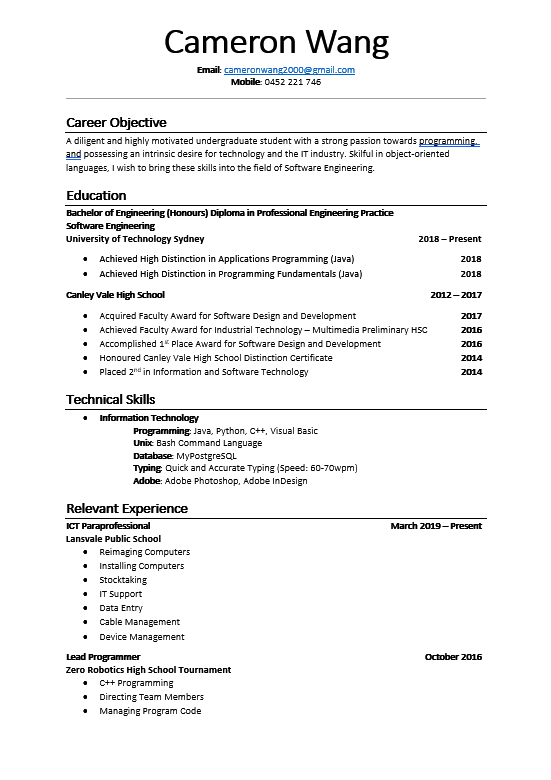 Cameron Wang
Email: cameronwang2000@gmail.com
Mobile: 0452 221 746
Career Objective
A diligent and highly motivated undergraduate student with a strong passion towards programming,
and possessing an intrinsic desire for technology and the IT industry. Skilful in object-oriented
languages, I wish to bring these skills into the field of Software Engineering.
Education
Bachelor of Engineering (Honours) Diploma in Professional Engineering Practice
Software Engineering
University of Technology Sydney 2018 – Present
• Achieved High Distinction in Applications Programming (Java) 2018
• Achieved High Distinction in Programming Fundamentals (Java) 2018
Canley Vale High School 2012 – 2017
• Acquired Faculty Award for Software Design and Development 2017
• Achieved Faculty Award for Industrial Technology – Multimedia Preliminary HSC 2016
• Accomplished 1st Place Award for Software Design and Development 2016
• Honoured Canley Vale High School Distinction Certificate 2014
• Placed 2nd in Information and Software Technology 2014
Technical Skills
• Information Technology
Programming: Java, Python, C++, Visual Basic
Unix: Bash Command Language
Database: MyPostgreSQL
Typing: Quick and Accurate Typing (Speed: 60-70wpm)
Adobe: Adobe Photoshop, Adobe InDesign
Relevant Experience
ICT Paraprofessional March 2019 – Present
Lansvale Public School
• Reimaging Computers
• Installing Computers
• Stocktaking
• IT Support
• Data Entry
• Cable Management
• Device Management
Lead Programmer October 2016
Zero Robotics High School Tournament
• C++ Programming
• Directing Team Members
• Managing Program Code